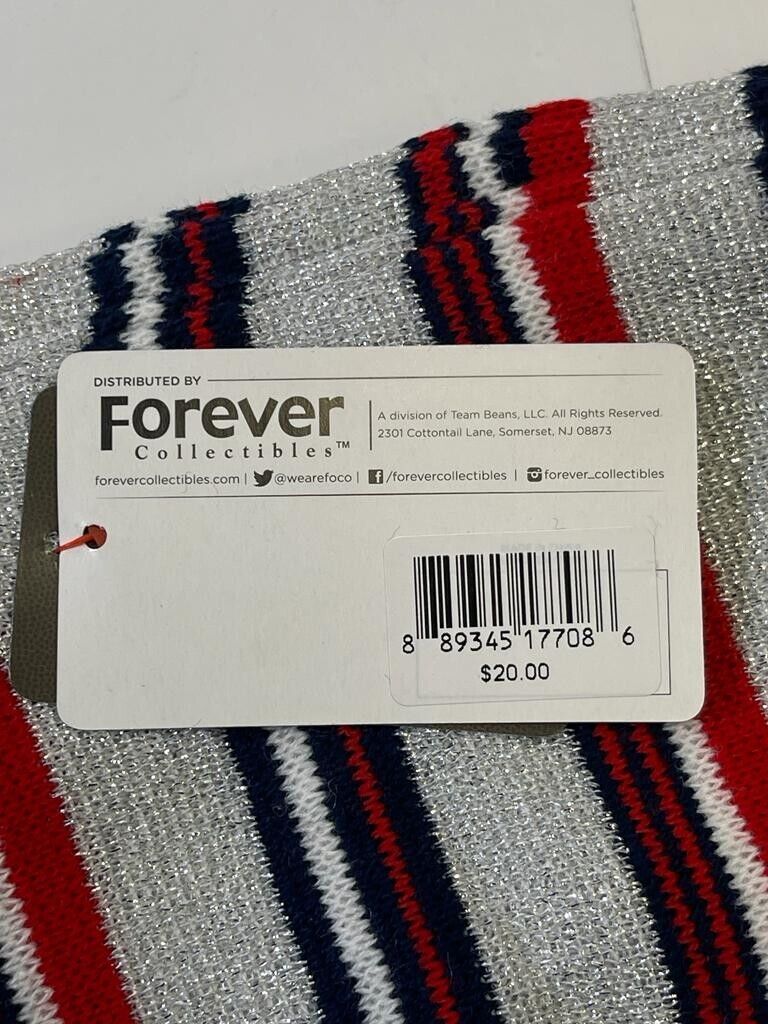 DISTRIBUTED BY
Forever
Collectibles™
A division of Team Beans, LLC. All Rights Reserved.
2301 Cottontail Lane, Somerset, NJ 08873
forevercollectibles.com | @wearefoco | /forevercollectibles | forever_collectibles
8 89345 17708 6
$20.00